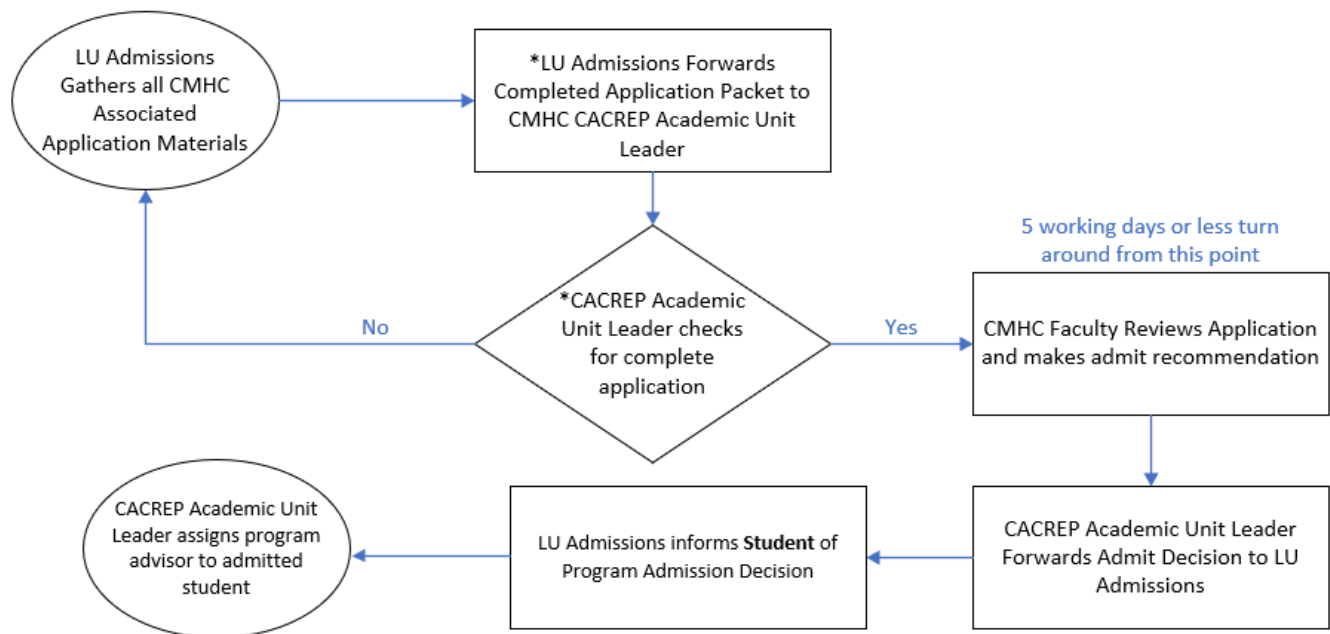 LU Admissions
Gathers all CMHC
Associated
Application Materials
*LU Admissions Forwards
Completed Application Packet to
CMHC CACREP Academic Unit
Leader
*CACREP Academic
Unit Leader checks
for complete
application
No
Yes
5 working days or less turn
around from this point
CMHC Faculty Reviews Application
and makes admit recommendation
CACREP Academic Unit Leader
Forwards Admit Decision to LU
Admissions
LU Admissions informs Student of
Program Admission Decision
CACREP Academic Unit
Leader assigns program
advisor to admitted
student